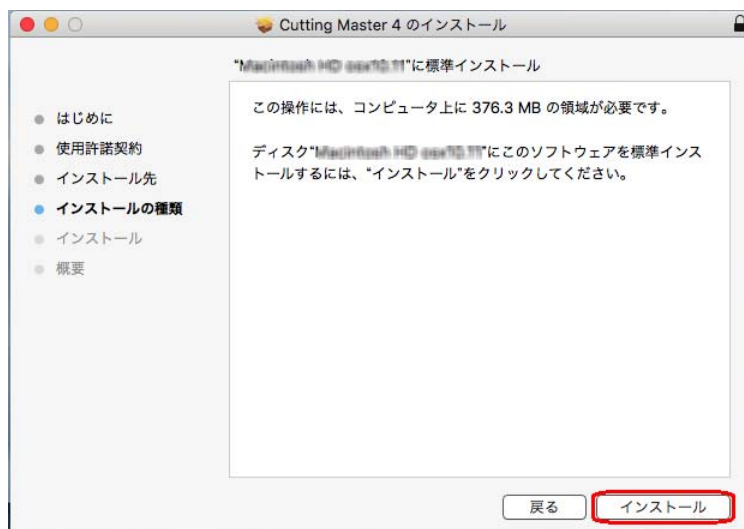 Cutting Master 4 のインストール
“ ”に標準インストール
はじめに
使用許諾契約
インストール先
インストールの種類
インストール
概要
この操作には、コンピュータ上に 376.3 MB の領域が必要です。
ディスク“ ”にこのソフトウェアを標準インス
トールするには、“インストール”をクリックしてください。
戻る
インストール